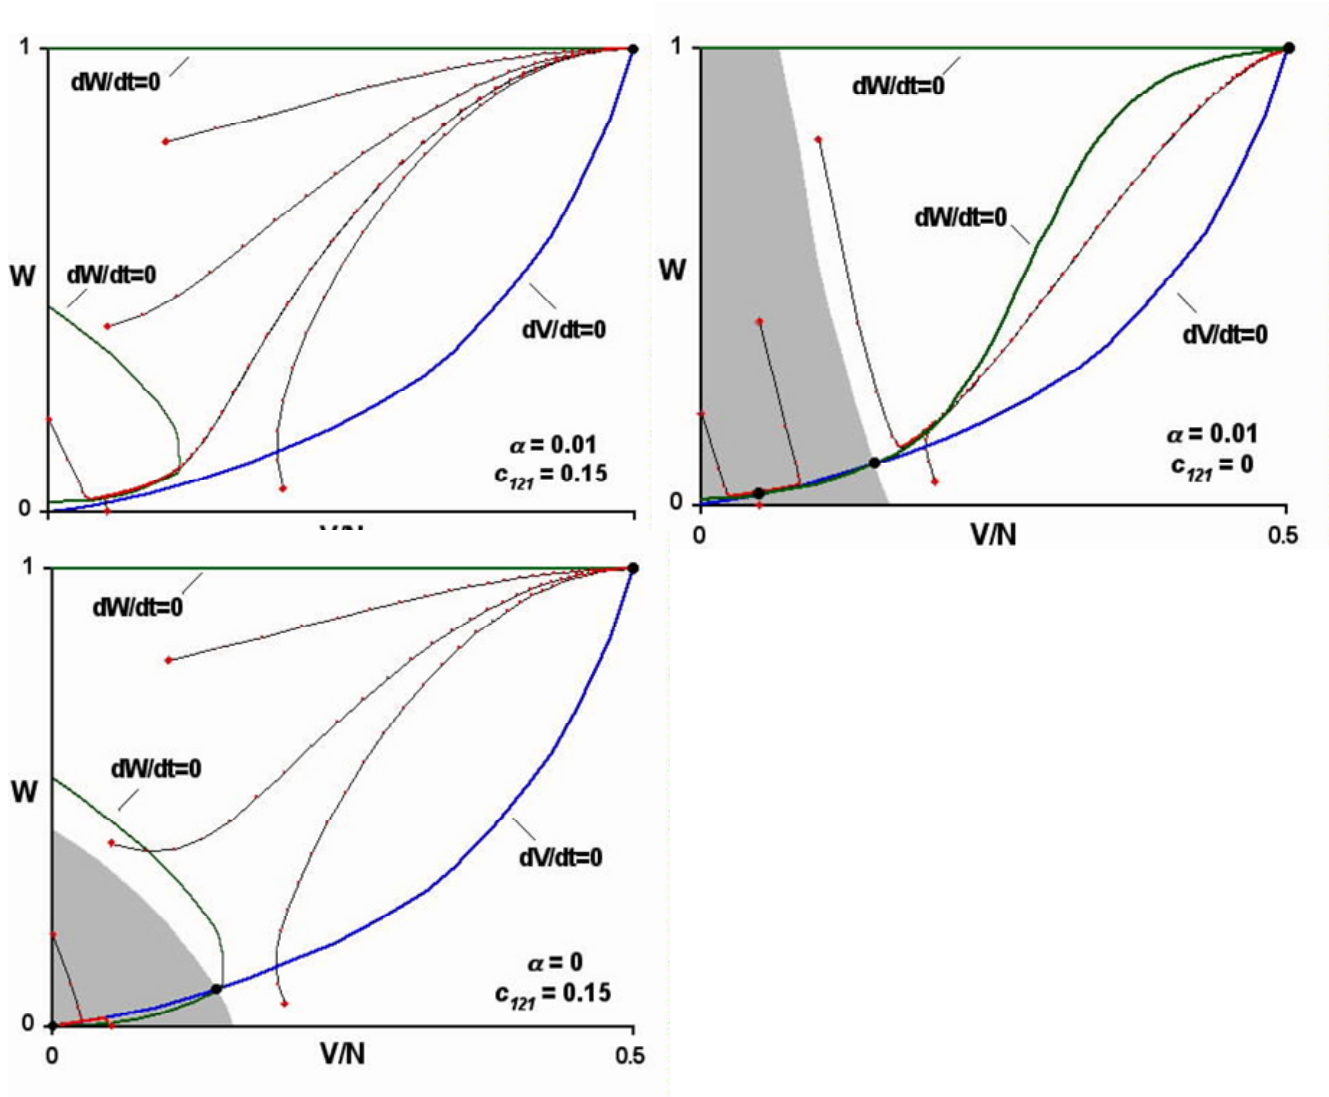 1
dW/dt=0
W
dW/dt=0
dV/dt=0
α = 0.01
c121 = 0.15
0
V/N
1
dW/dt=0
dW/dt=0
W
dV/dt=0
α = 0.01
c121 = 0
0
0
V/N
0.5
1
dW/dt=0
dW/dt=0
W
dV/dt=0
α = 0
c121 = 0.15
0
0
V/N
0.5